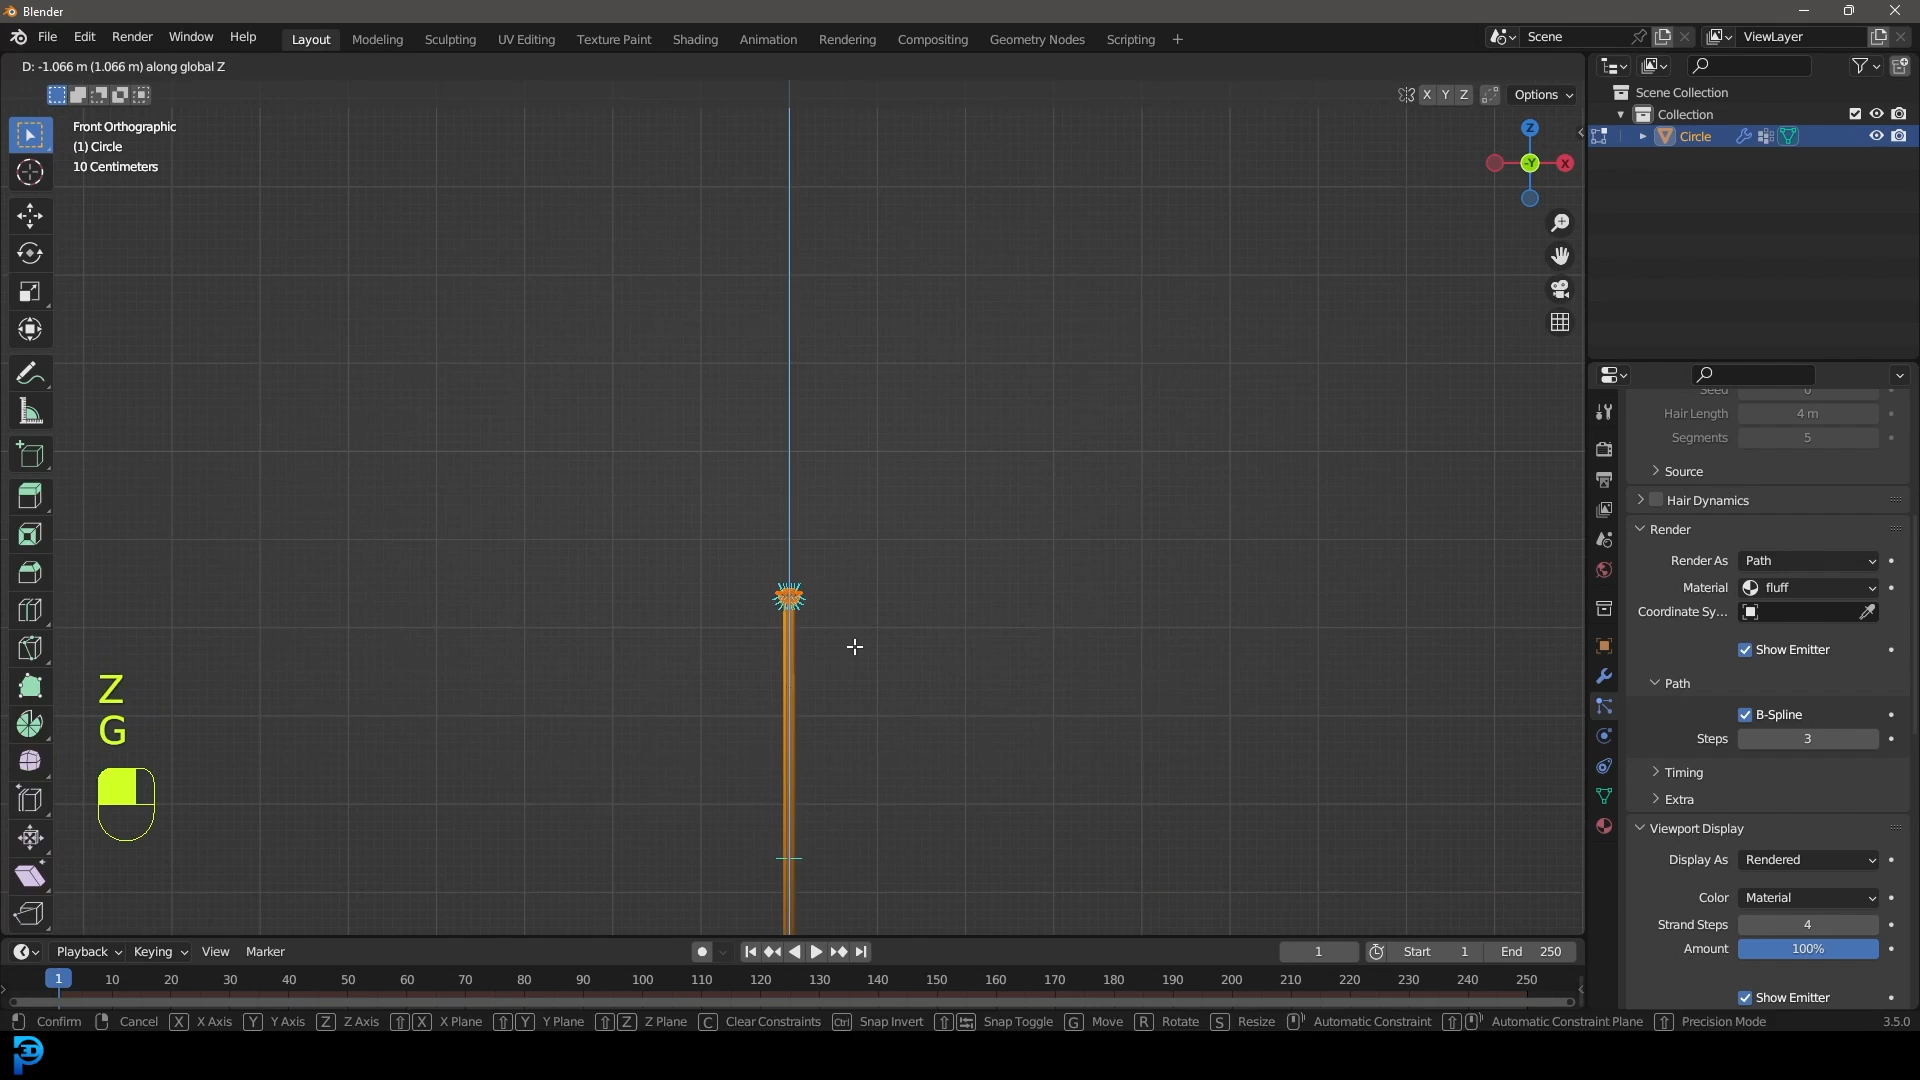 Blender
File Edit Render Window Help Layout Modeling Sculpting UV Editing Texture Paint Shading Animation Rendering Compositing Geometry Nodes Scripting + Scene ViewLayer
D: -1.066 m (1.066 m) along global Z
X Y Z Options
Front Orthographic
(1) Circle
10 Centimeters
Z
-Y
X
Scene Collection
Collection
Circle
Seed 0
Hair Length 4 m
Segments 5
Source
Hair Dynamics
Render
Render As Path
Material fluff
Coordinate Sy...
Show Emitter
Path
B-Spline
Steps 3
Timing
Extra
Viewport Display
Display As Rendered
Color Material
Strand Steps 4
Amount 100%
Show Emitter
Z
G
Playback Keying View Marker 1 Start 1 End 250
1 10 20 30 40 50 60 70 80 90 100 110 120 130 140 150 160 170 180 190 200 210 220 230 240 250
Confirm Cancel X X Axis Y Y Axis Z Z Axis X X Plane Y Y Plane Z Z Plane C Clear Constraints Ctrl Snap Invert Snap Toggle G Move R Rotate S Resize Automatic Constraint Automatic Constraint Plane Precision Mode 3.5.0
3D